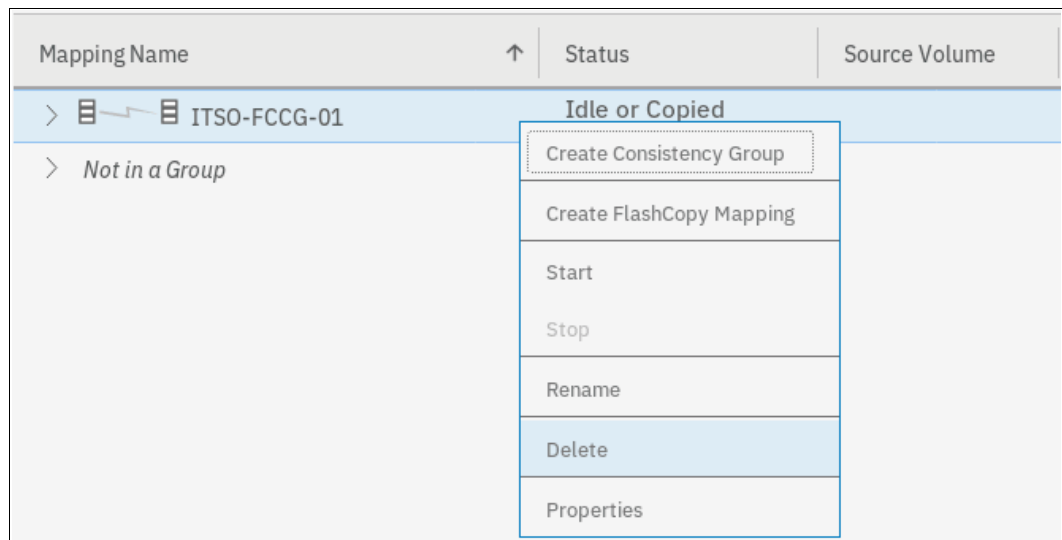 Mapping Name Status Source Volume
ITSO-FCCG-01 Idle or Copied
Not in a Group
Create Consistency Group
Create FlashCopy Mapping
Start
Stop
Rename
Delete
Properties